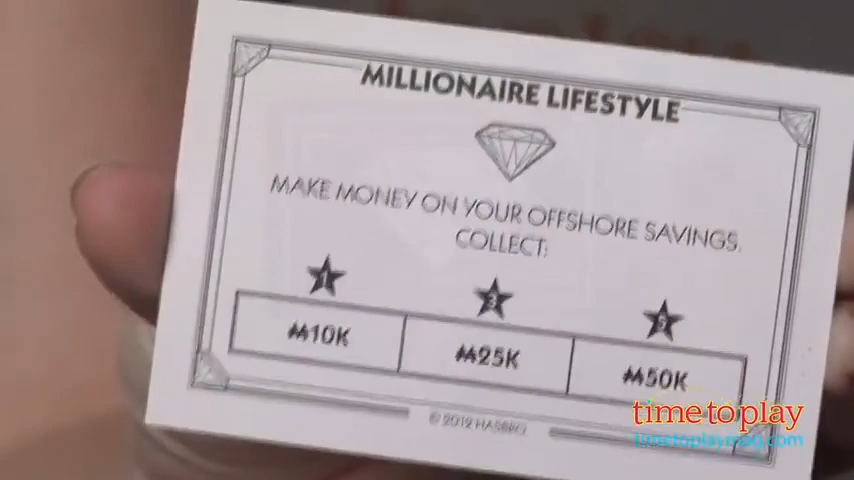 MILLIONAIRE LIFESTYLE
MAKE MONEY ON YOUR OFFSHORE SAVINGS.
COLLECT:
1 3 5
₩10K ₩25K ₩50K
© 2012 HASBRO
time to play
timetoplaymag.com